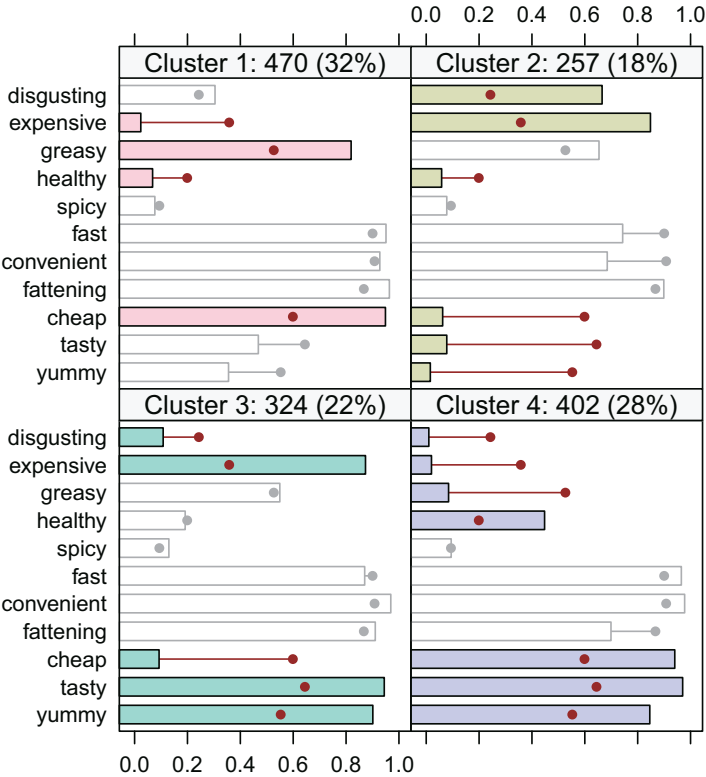 0.0 0.2 0.4 0.6 0.8 1.0
Cluster 1: 470 (32%) Cluster 2: 257 (18%)
disgusting
expensive
greasy
healthy
spicy
fast
convenient
fattening
cheap
tasty
yummy
Cluster 3: 324 (22%) Cluster 4: 402 (28%)
disgusting
expensive
greasy
healthy
spicy
fast
convenient
fattening
cheap
tasty
yummy
0.0 0.2 0.4 0.6 0.8 1.0